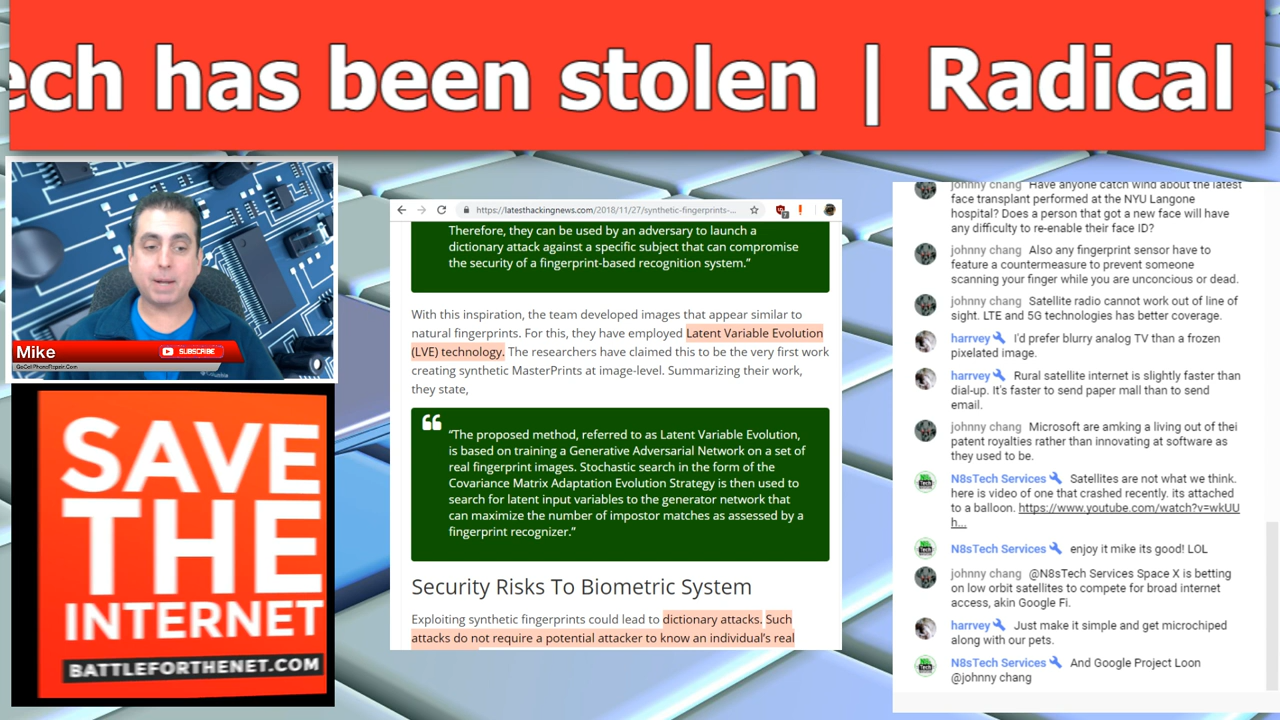 ech has been stolen | Radical
Mike
SUBSCRIBE
GoCellPhoneRepair.Com
SAVE
THE
INTERNET
BATTLEFORTHENET.COM
https://latesthackingnews.com/2018/11/27/synthetic-fingerprints-...
7
Therefore, they can be used by an adversary to launch a
dictionary attack against a specific subject that can compromise
the security of a fingerprint-based recognition system.”
With this inspiration, the team developed images that appear similar to
natural fingerprints. For this, they have employed Latent Variable Evolution
(LVE) technology. The researchers have claimed this to be the very first work
creating synthetic MasterPrints at image-level. Summarizing their work,
they state,
“The proposed method, referred to as Latent Variable Evolution,
is based on training a Generative Adversarial Network on a set of
real fingerprint images. Stochastic search in the form of the
Covariance Matrix Adaptation Evolution Strategy is then used to
search for latent input variables to the generator network that
can maximize the number of impostor matches as assessed by a
fingerprint recognizer.”
Security Risks To Biometric System
Exploiting synthetic fingerprints could lead to dictionary attacks. Such
attacks do not require a potential attacker to know an individual’s real
johnny chang Have anyone catch wind about the latest
face transplant performed at the NYU Langone
hospital? Does a person that got a new face will have
any difficulty to re-enable their face ID?
johnny chang Also any fingerprint sensor have to
feature a countermeasure to prevent someone
scanning your finger while you are unconcious or dead.
johnny chang Satellite radio cannot work out of line of
sight. LTE and 5G technologies has better coverage.
harrvey I'd prefer blurry analog TV than a frozen
pixelated image.
harrvey Rural satellite internet is slightly faster than
dial-up. It's faster to send paper mall than to send
email.
johnny chang Microsoft are amking a living out of thei
patent royalties rather than innovating at software as
they used to be.
N8sTech Services Satellites are not what we think.
here is video of one that crashed recently. its attached
to a balloon. https://www.youtube.com/watch?v=wkUU
h...
N8sTech Services enjoy it mike its good! LOL
johnny chang @N8sTech Services Space X is betting
on low orbit satellites to compete for broad internet
access, akin Google Fi.
harrvey Just make it simple and get microchiped
along with our pets.
N8sTech Services And Google Project Loon
@johnny chang